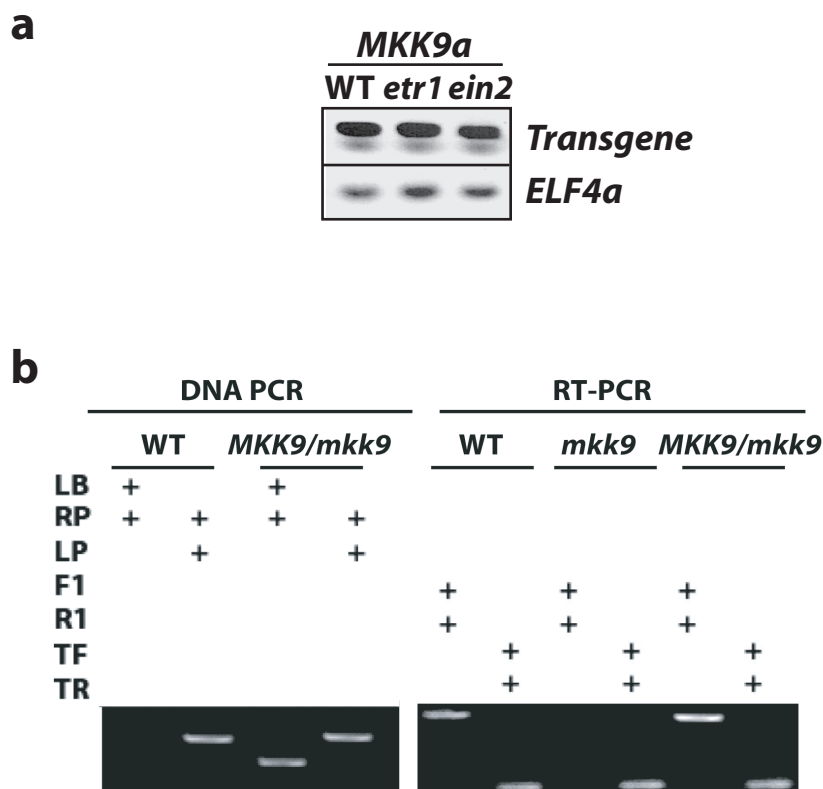 a
MKK9a
WT etr1 ein2
Transgene
ELF4a
b
DNA PCR RT-PCR
WT MKK9/mkk9 WT mkk9 MKK9/mkk9
LB + +
RP + + + +
LP + +
F1 + + +
R1 + + +
TF + + +
TR + + +